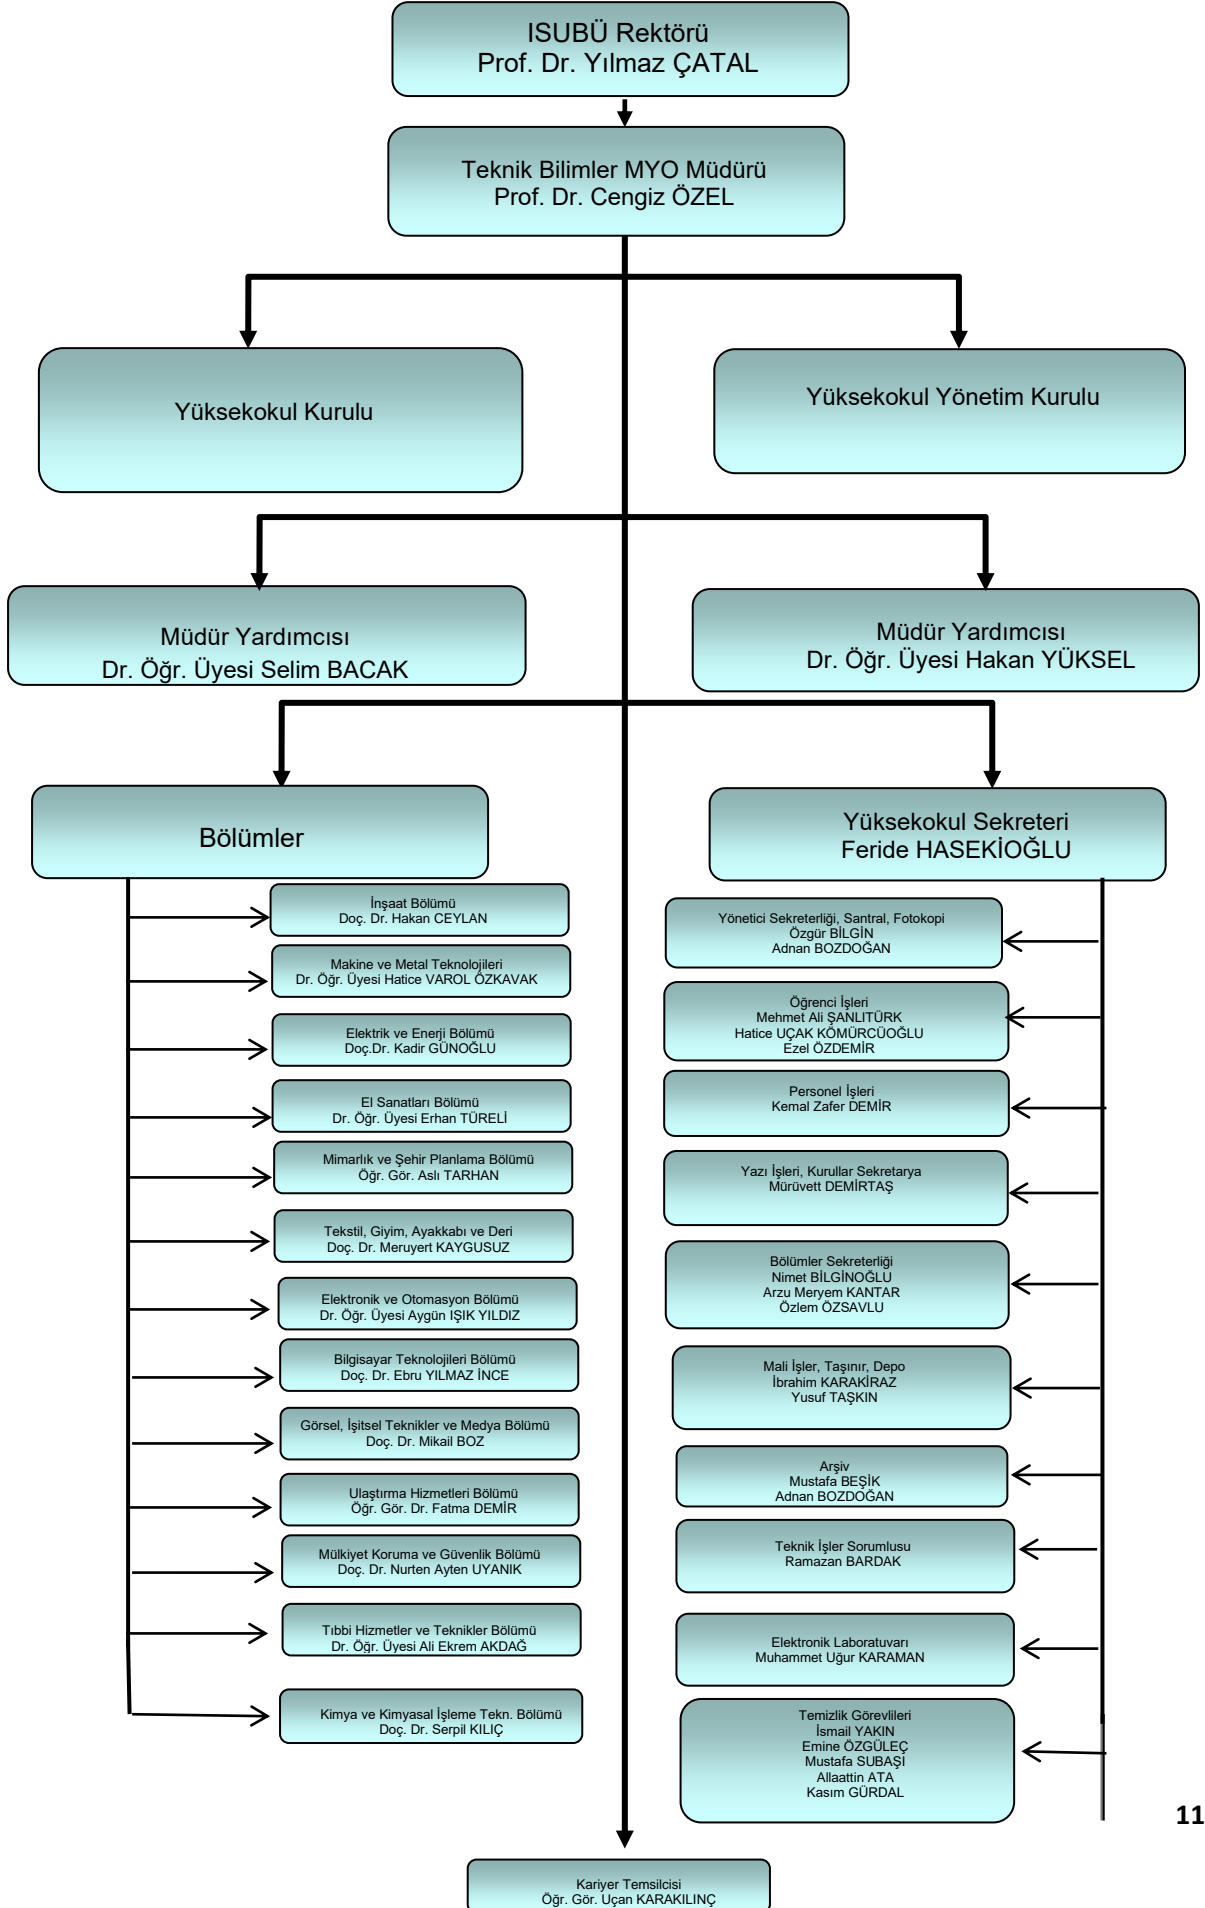 ISUBÜ Rektörü
Prof. Dr. Yılmaz ÇATAL
Teknik Bilimler MYO Müdürü
Prof. Dr. Cengiz ÖZEL
Yüksekokul Kurulu
Yüksekokul Yönetim Kurulu
Müdür Yardımcısı
Dr. Öğr. Üyesi Selim BACAK
Müdür Yardımcısı
Dr. Öğr. Üyesi Hakan YÜKSEL
Bölümler
İnşaat Bölümü
Doç. Dr. Hakan CEYLAN
Makine ve Metal Teknolojileri
Dr. Öğr. Üyesi Hatice VAROL ÖZKAVAK
Elektrik ve Enerji Bölümü
Doç.Dr. Kadir GÜNOĞLU
El Sanatları Bölümü
Dr. Öğr. Üyesi Erhan TÜRELİ
Mimarlık ve Şehir Planlama Bölümü
Öğr. Gör. Aslı TARHAN
Tekstil, Giyim, Ayakkabı ve Deri
Doç. Dr. Meruyert KAYGUSUZ
Elektronik ve Otomasyon Bölümü
Dr. Öğr. Üyesi Aygün IŞIK YILDIZ
Bilgisayar Teknolojileri Bölümü
Doç. Dr. Ebru YILMAZ İNCE
Görsel, İşitsel Teknikler ve Medya Bölümü
Doç. Dr. Mikail BOZ
Ulaştırma Hizmetleri Bölümü
Öğr. Gör. Dr. Fatma DEMİR
Mülkiyet Koruma ve Güvenlik Bölümü
Doç. Dr. Nurten Ayten UYANIK
Tıbbi Hizmetler ve Teknikler Bölümü
Dr. Öğr. Üyesi Ali Ekrem AKDAĞ
Kimya ve Kimyasal İşleme Tekn. Bölümü
Doç. Dr. Serpil KILIÇ
Yüksekokul Sekreteri
Feride HASEKİOĞLU
Yönetici Sekreterliği, Santral, Fotokopi
Özgür BİLGİN
Adnan BOZDOĞAN
Öğrenci İşleri
Mehmet Ali ŞANLITÜRK
Hatice UÇAK KÖMÜRCÜOĞLU
Ezel ÖZDEMİR
Personel İşleri
Kemal Zafer DEMİR
Yazı İşleri, Kurullar Sekretarya
Mürüvett DEMİRTAŞ
Bölümler Sekreterliği
Nimet BİLGİNOĞLU
Arzu Meryem KANTAR
Özlem ÖZSAVLU
Mali İşler, Taşınır, Depo
İbrahim KARAKİRAZ
Yusuf TAŞKIN
Arşiv
Mustafa BEŞİK
Adnan BOZDOĞAN
Teknik İşler Sorumlusu
Ramazan BARDAK
Elektronik Laboratuvarı
Muhammet Uğur KARAMAN
Temizlik Görevlileri
İsmail YAKIN
Emine ÖZGÜLEÇ
Mustafa SUBAŞI
Allaattin ATA
Kasım GÜRDAL
11
Kariyer Temsilcisi
Öğr. Gör. Uçan KARAKILINÇ